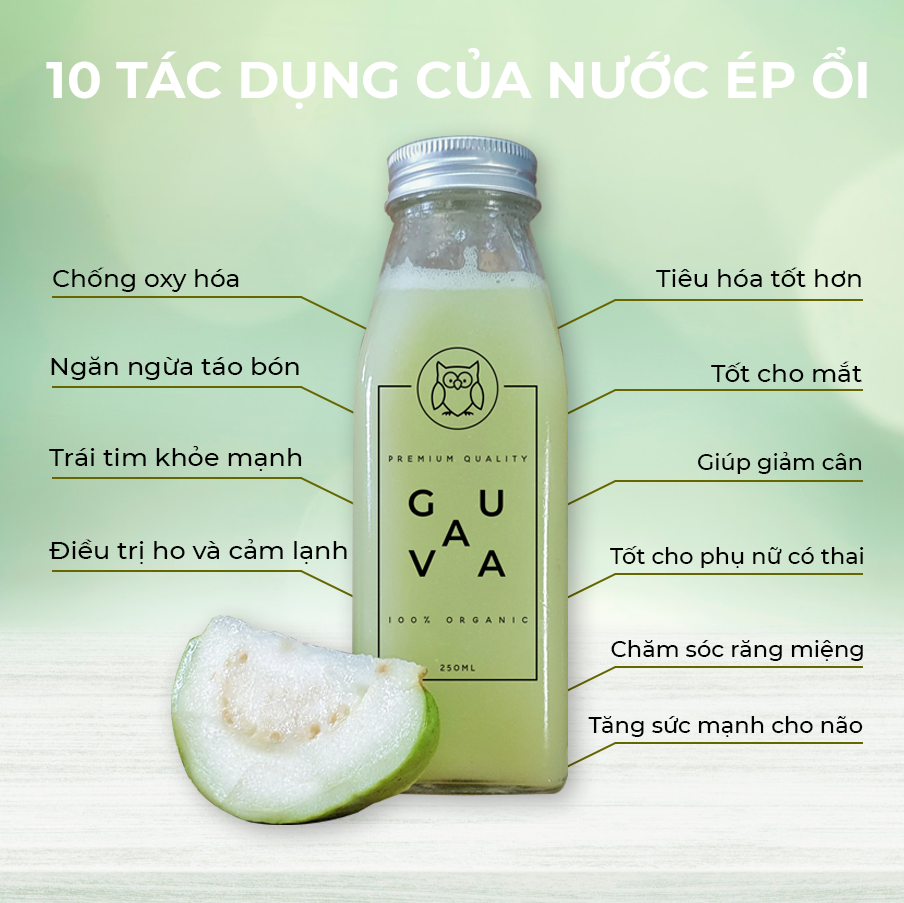 10 TÁC DỤNG CỦA NƯỚC ÉP ỔI
Chống oxy hóa
Ngăn ngừa táo bón
Trái tim khỏe mạnh
Điều trị ho và cảm lạnh
Tiêu hóa tốt hơn
Tốt cho mắt
Giúp giảm cân
Tốt cho phụ nữ có thai
Chăm sóc răng miệng
Tăng sức mạnh cho não
PREMIUM QUALITY
G U
A
V A
100% ORGANIC
250ML